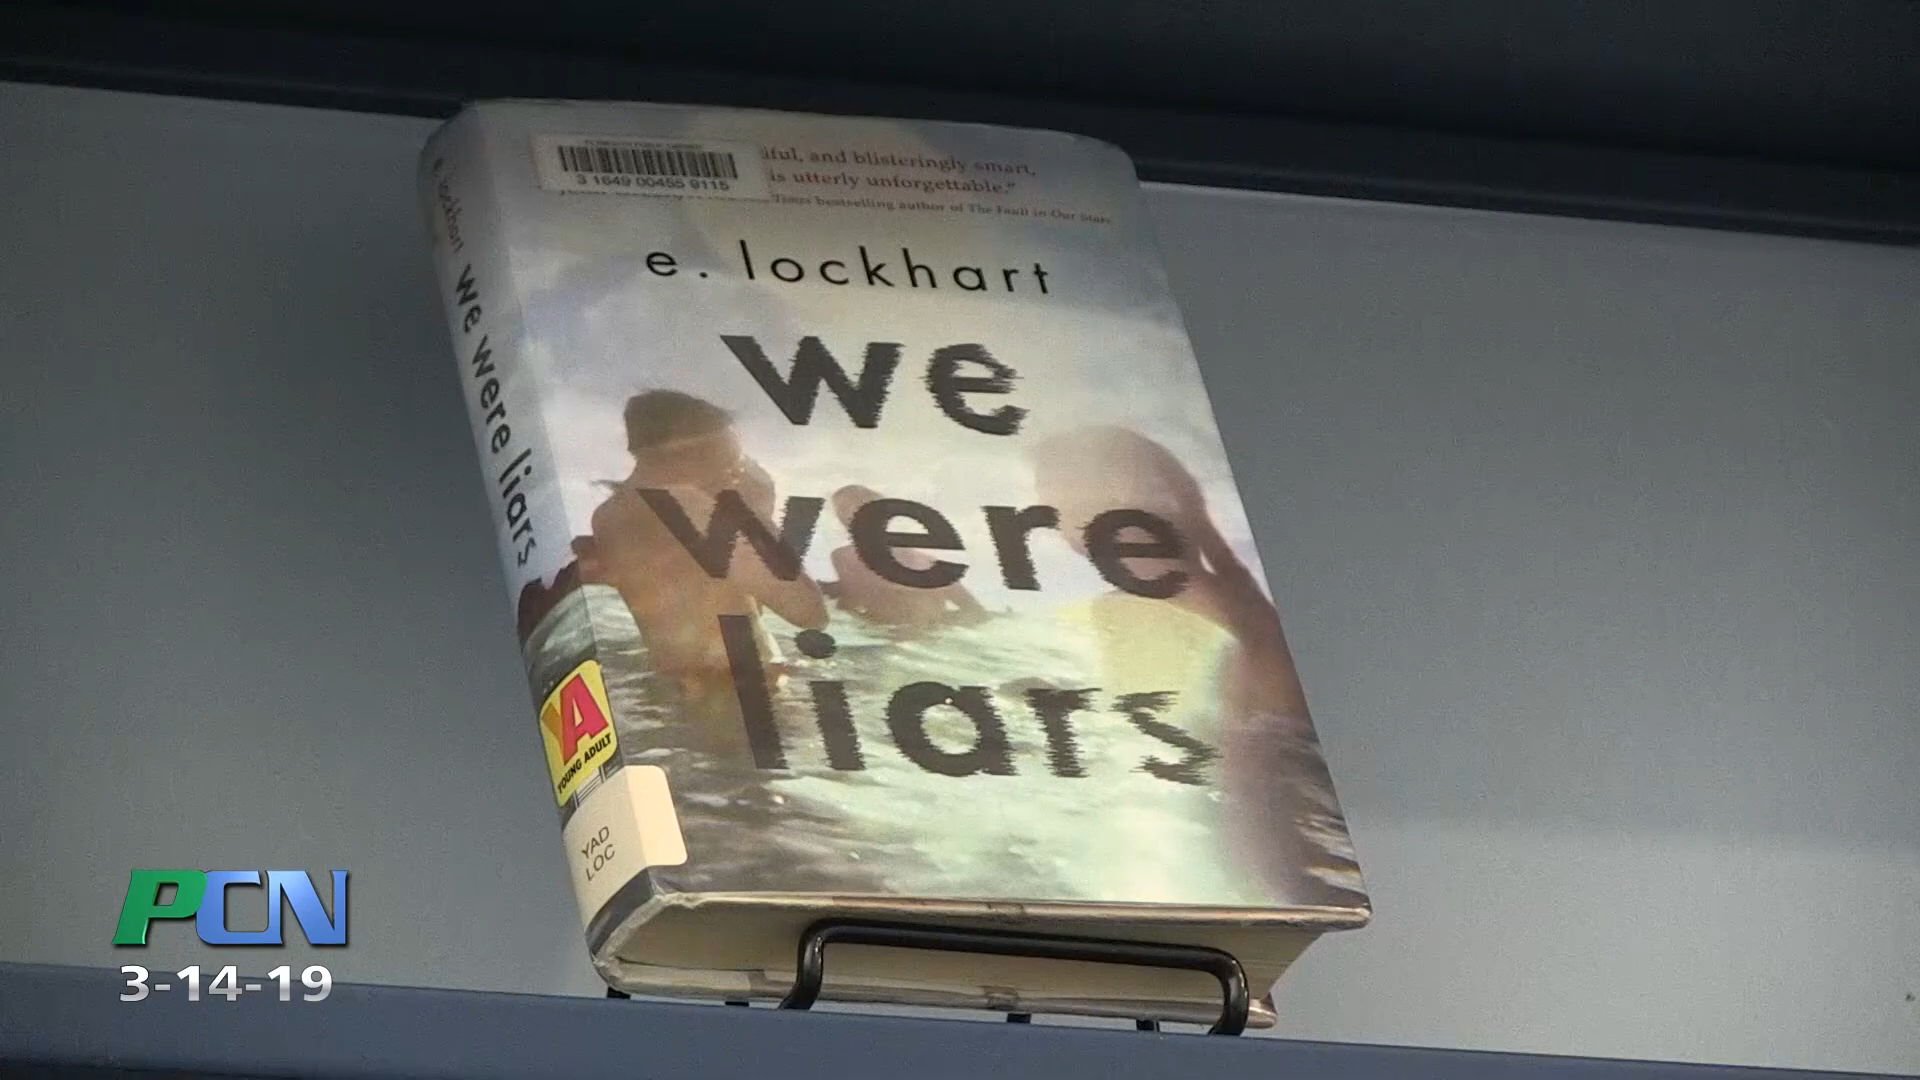 3 1649 00455 9115
iful, and blisteringly smart,
is utterly unforgettable."
Times bestselling author of The Fault in Our Stars
e. lockhart
we
were
liars
e. lockhart we were liars
YA
YOUNG ADULT
YAD
LOC
PCN
3-14-19